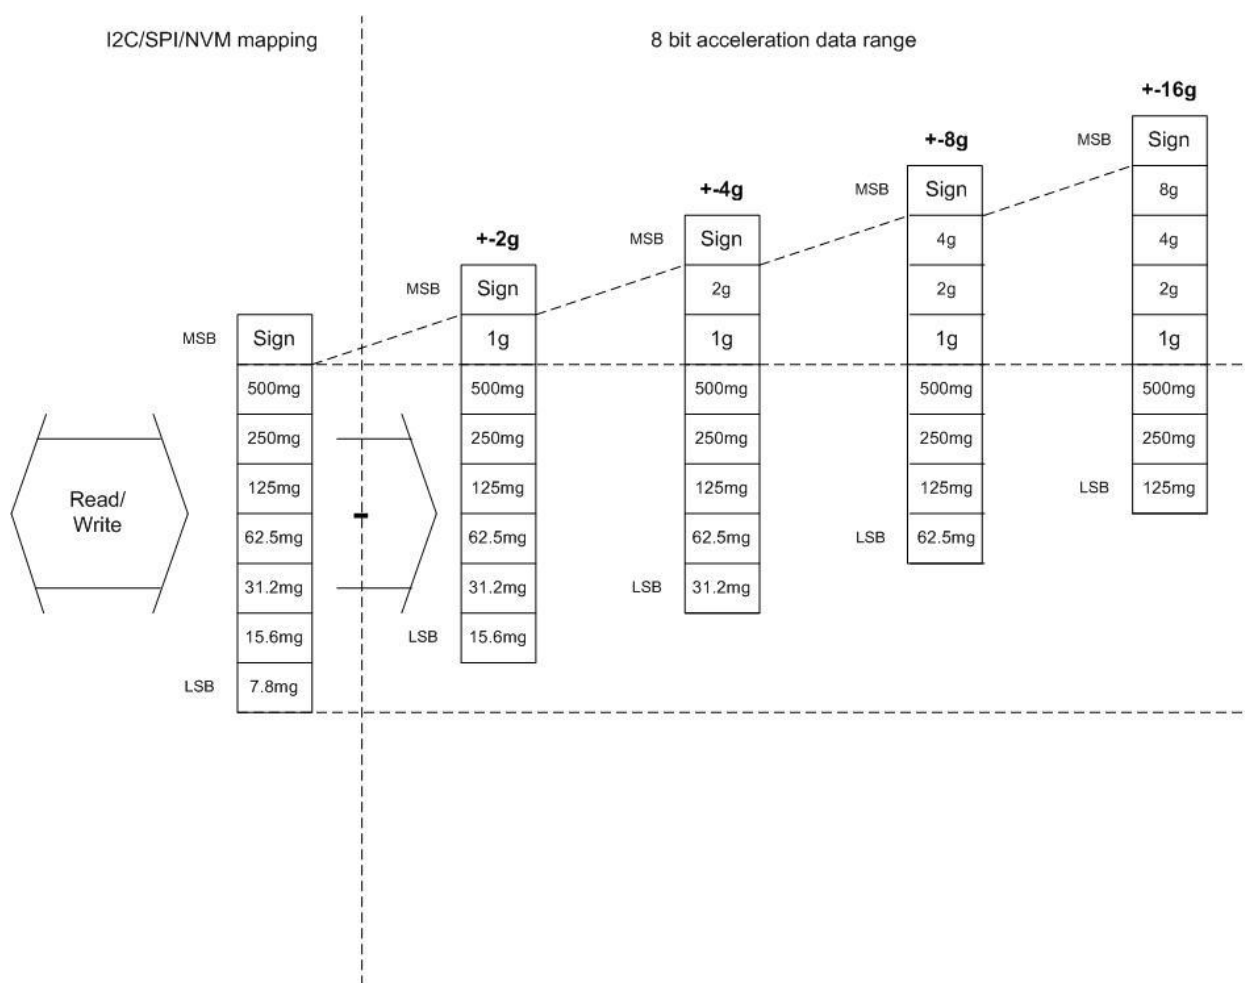 I2C/SPI/NVM mapping
8 bit acceleration data range
+-16g
MSB
Sign
8g
4g
2g
1g
500mg
250mg
LSB
125mg
+-8g
MSB
Sign
4g
2g
1g
500mg
250mg
125mg
LSB
62.5mg
+-4g
MSB
Sign
2g
1g
500mg
250mg
125mg
62.5mg
LSB
31.2mg
+-2g
MSB
Sign
1g
500mg
250mg
125mg
62.5mg
31.2mg
LSB
15.6mg
MSB
Sign
500mg
250mg
125mg
62.5mg
31.2mg
15.6mg
LSB
7.8mg
Read/
Write